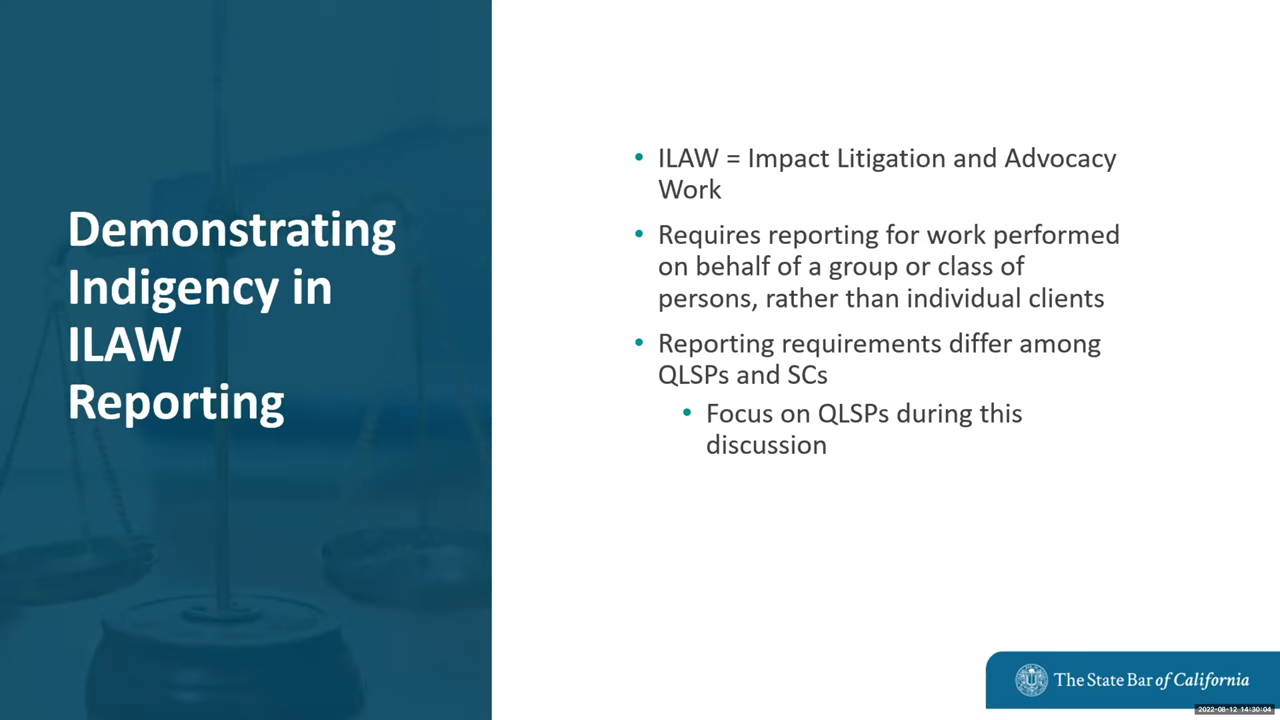 Demonstrating
Indigency in
ILAW
Reporting
• ILAW = Impact Litigation and Advocacy
Work
• Requires reporting for work performed
on behalf of a group or class of
persons, rather than individual clients
• Reporting requirements differ among
QLSPs and SCs
• Focus on QLSPs during this
discussion
The State Bar of California
2022-08-12 14:30:04